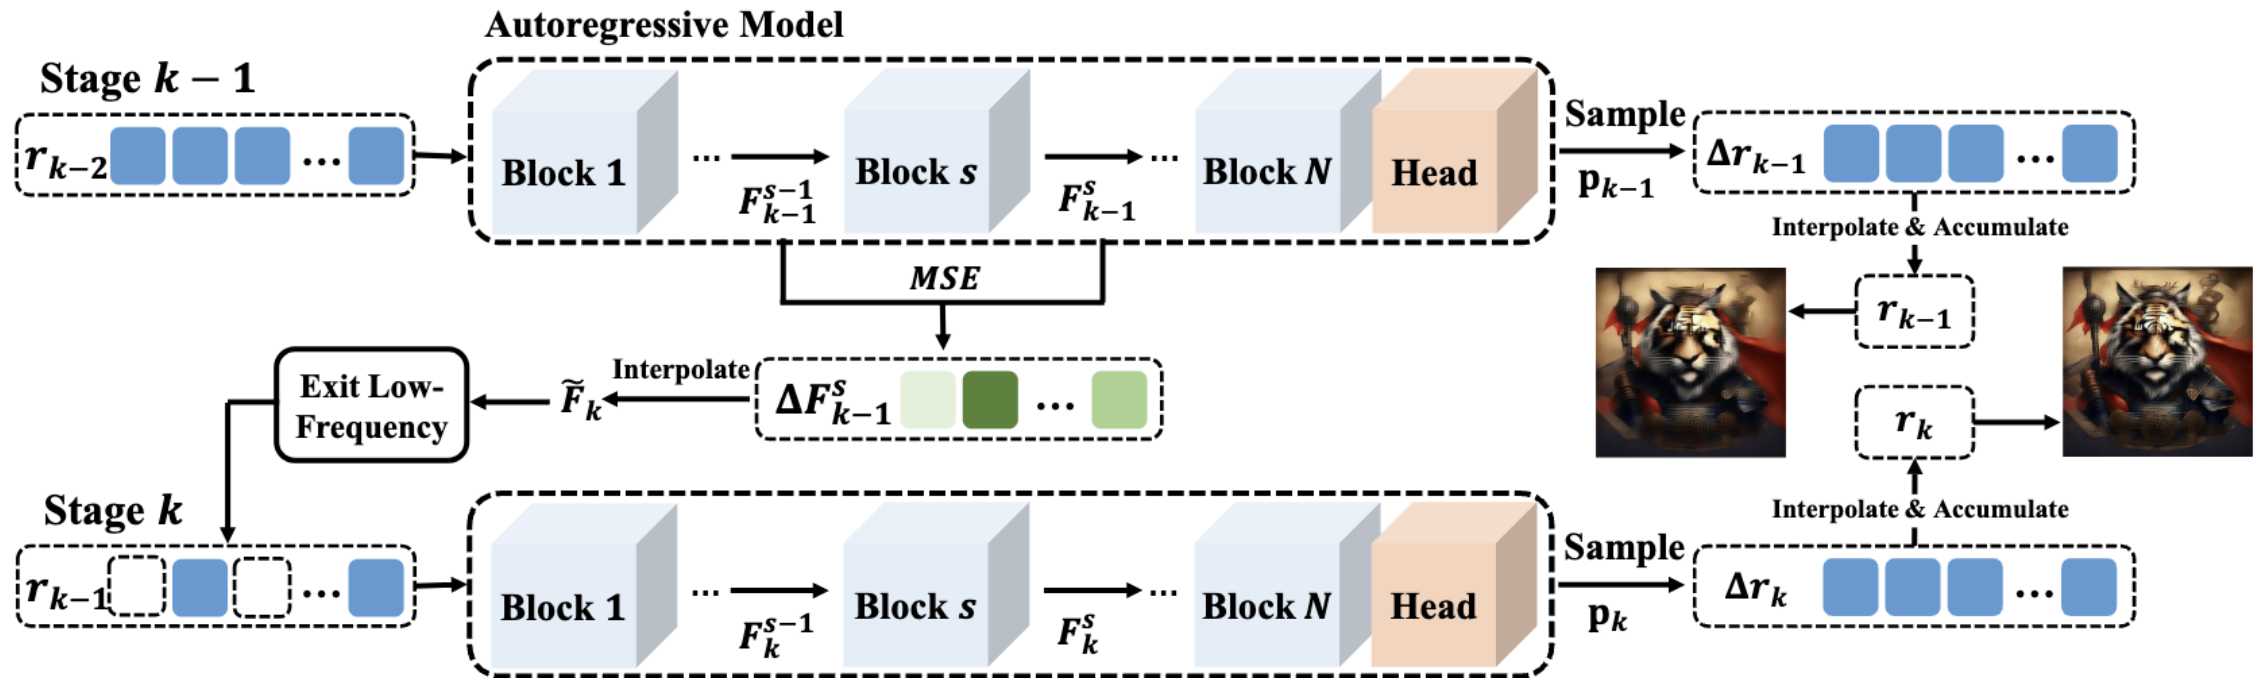 Autoregressive Model
Stage k − 1
r_{k−2} ...
Block 1
...
F_{k−1}^{s−1}
Block s
F_{k−1}^{s}
...
Block N
Head
Sample
p_{k−1}
Δr_{k−1} ...
Interpolate & Accumulate
r_{k−1}
MSE
ΔF_{k−1}^{s} ...
Interpolate
F̃_k
Exit Low-
Frequency
r_k
Interpolate & Accumulate
Stage k
r_{k−1} ...
Block 1
...
F_k^{s−1}
Block s
F_k^{s}
...
Block N
Head
Sample
p_k
Δr_k ...